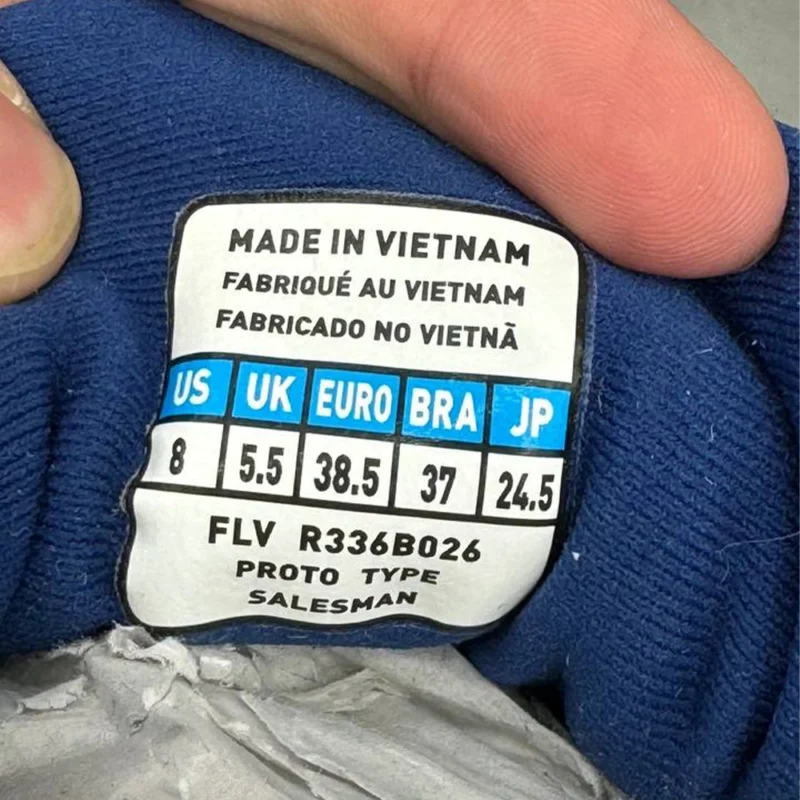 MADE IN VIETNAM
FABRIQUÉ AU VIETNAM
FABRICADO NO VIETNÃ
US UK EURO BRA JP
8 5.5 38.5 37 24.5
FLV R336B026
PROTO TYPE
SALESMAN